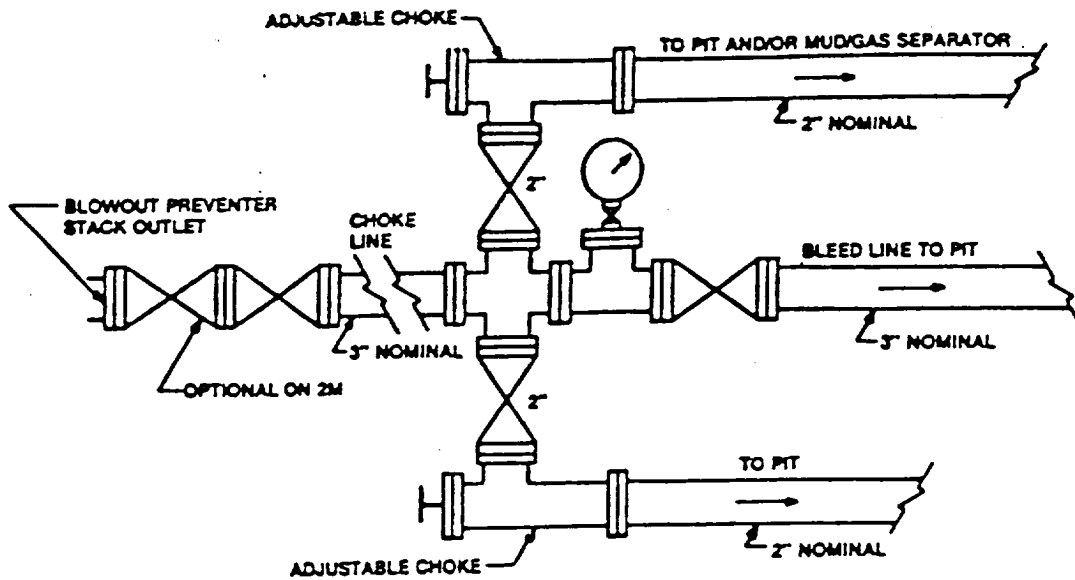 ADJUSTABLE CHOKE
TO PIT AND/OR MUD/GAS SEPARATOR
2" NOMINAL
2"
BLOWOUT PREVENTER
STACK OUTLET
CHOKE
LINE
BLEED LINE TO PIT
3" NOMINAL
3" NOMINAL
OPTIONAL ON 2M
2"
TO PIT
2" NOMINAL
ADJUSTABLE CHOKE